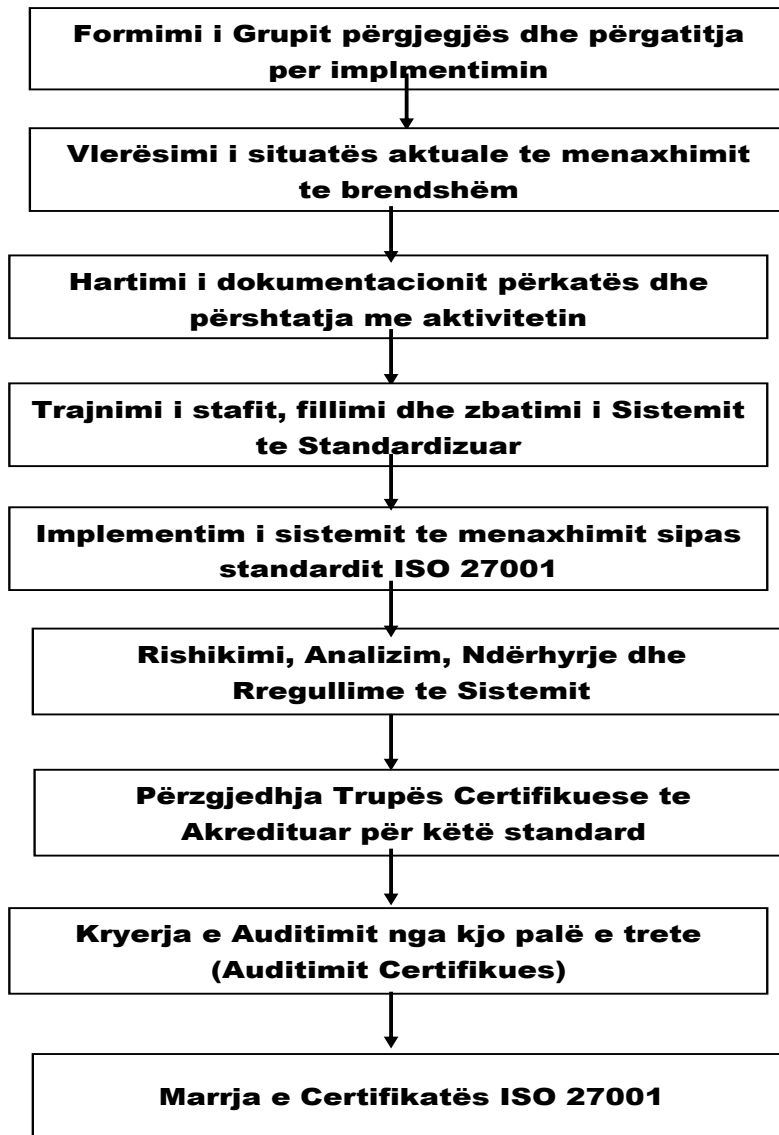 Formimi i Grupit përgjegjës dhe përgatitja
per implmentimin
Vlerësimi i situatës aktuale te menaxhimit
te brendshëm
Hartimi i dokumentacionit përkatës dhe
përshtatja me aktivitetin
Trajnimi i stafit, fillimi dhe zbatimi i Sistemit
te Standardizuar
Implementim i sistemit te menaxhimit sipas
standardit ISO 27001
Rishikimi, Analizim, Ndërhyrje dhe
Rregullime te Sistemit
Përzgjedhja Trupës Certifikuese te
Akredituar për këtë standard
Kryerja e Auditimit nga kjo palë e trete
(Auditimit Certifikues)
Marrja e Certifikatës ISO 27001